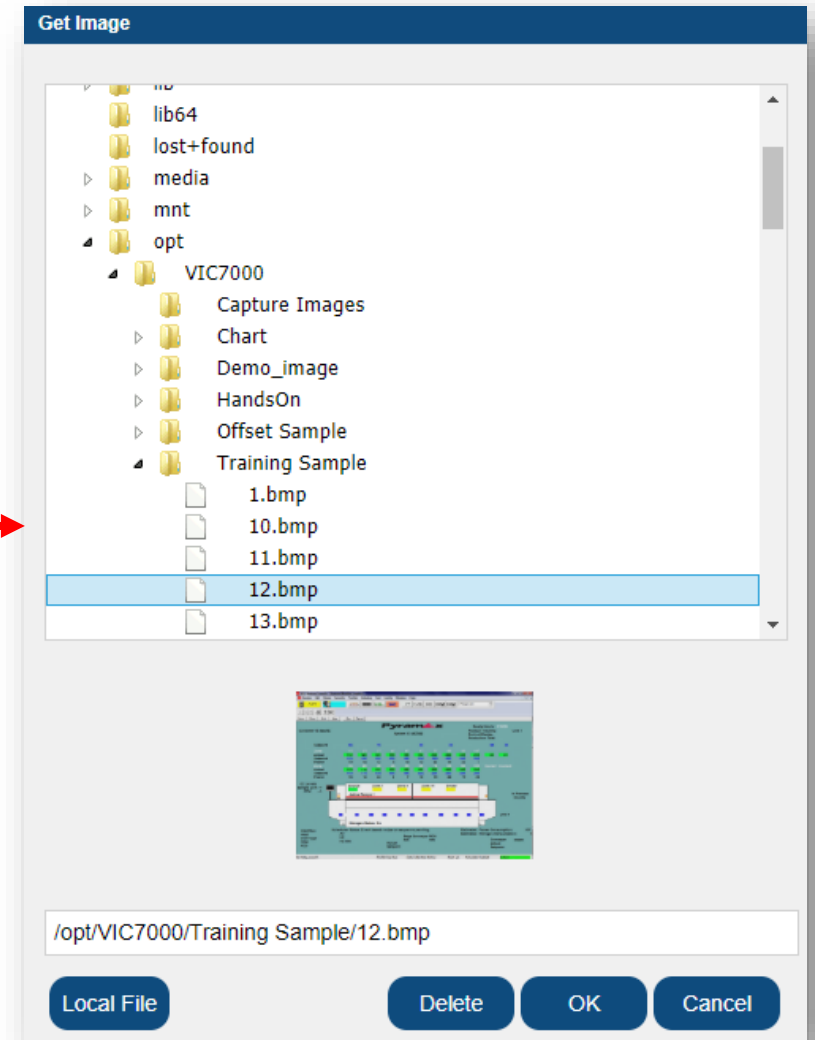 Get Image
lib
lib64
lost+found
media
mnt
opt
VIC7000
Capture Images
Chart
Demo_image
HandsOn
Offset Sample
Training Sample
1.bmp
10.bmp
11.bmp
12.bmp
13.bmp
Pyramax
/opt/VIC7000/Training Sample/12.bmp
Local File
Delete
OK
Cancel